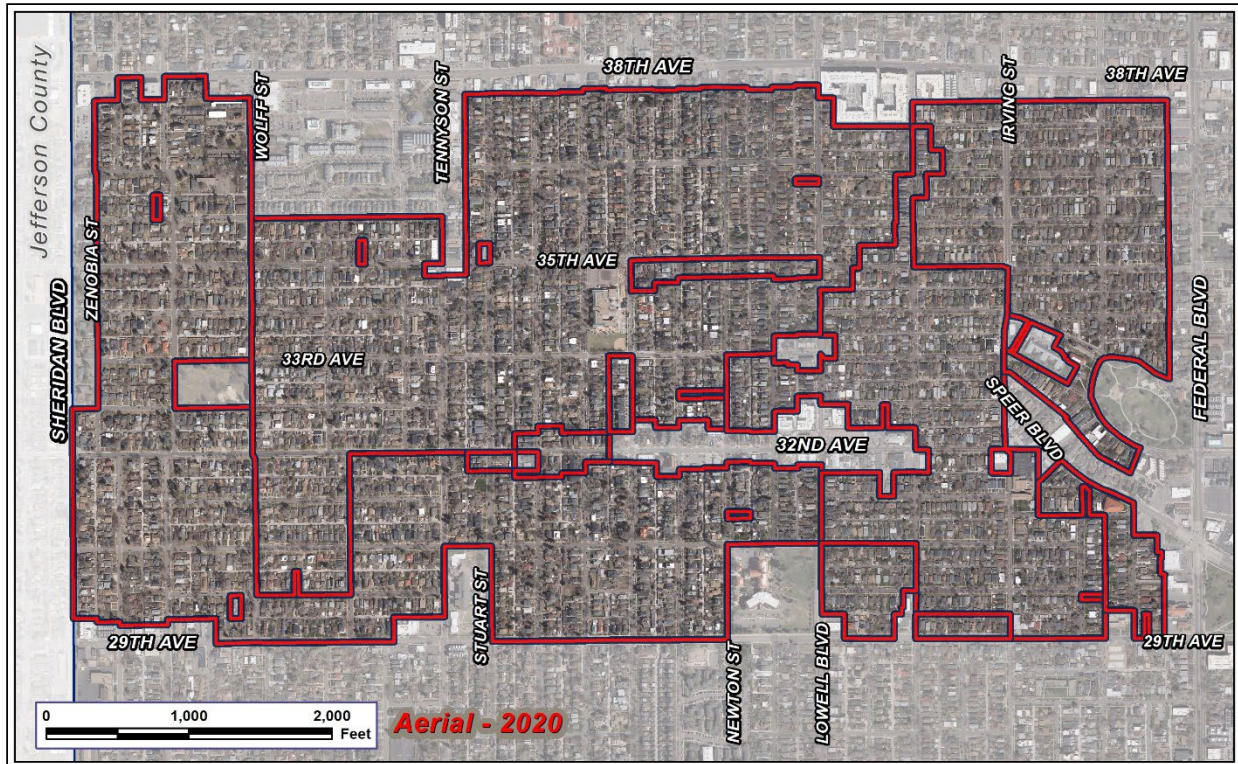 38TH AVE
38TH AVE
Jefferson County
WOLFF ST
TENNYSON ST
IRVING ST
ZENOBIA ST
35TH AVE
SHERIDAN BLVD
33RD AVE
FEDERAL BLVD
SPEER BLVD
32ND AVE
STUART ST
29TH AVE
NEWTON ST
LOWELL BLVD
29TH AVE
0 1,000 2,000
Feet
Aerial - 2020